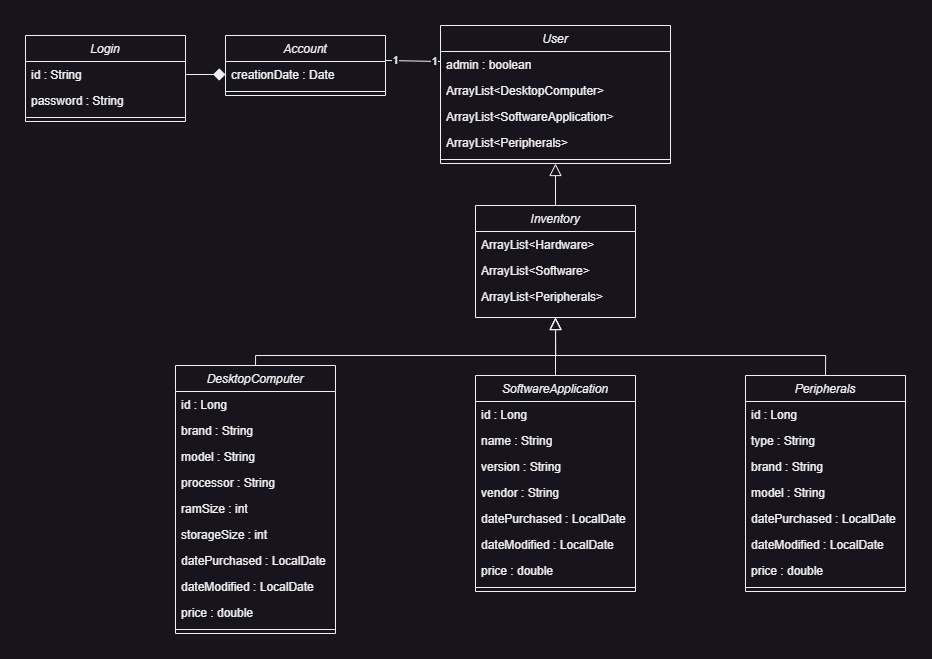 Login
id : String
password : String
Account
creationDate : Date
1
1
User
admin : boolean
ArrayList<DesktopComputer>
ArrayList<SoftwareApplication>
ArrayList<Peripherals>
Inventory
ArrayList<Hardware>
ArrayList<Software>
ArrayList<Peripherals>
DesktopComputer
id : Long
brand : String
model : String
processor : String
ramSize : int
storageSize : int
datePurchased : LocalDate
dateModified : LocalDate
price : double
SoftwareApplication
id : Long
name : String
version : String
vendor : String
datePurchased : LocalDate
dateModified : LocalDate
price : double
Peripherals
id : Long
type : String
brand : String
model : String
datePurchased : LocalDate
dateModified : LocalDate
price : double